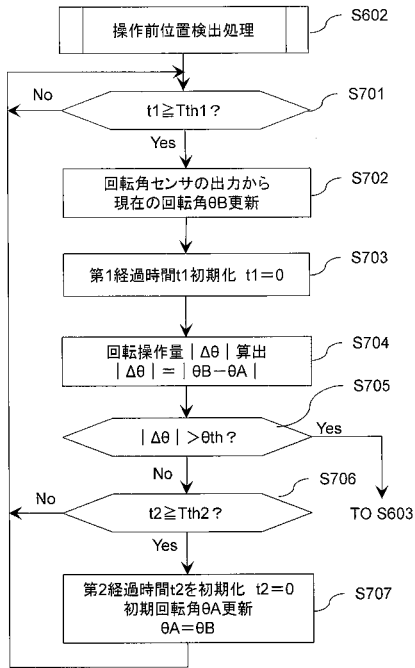 操作前位置検出処理
S602
No
t1≧Tth1?
S701
Yes
回転角センサの出力から
現在の回転角θB更新
S702
第1経過時間t1初期化 t1=0
S703
回転操作量|Δθ|算出
|Δθ|=|θB−θA|
S704
|Δθ|>θth?
S705
Yes
No
TO S603
No
t2≧Tth2?
S706
Yes
第2経過時間t2を初期化 t2=0
初期回転角θA更新
θA=θB
S707